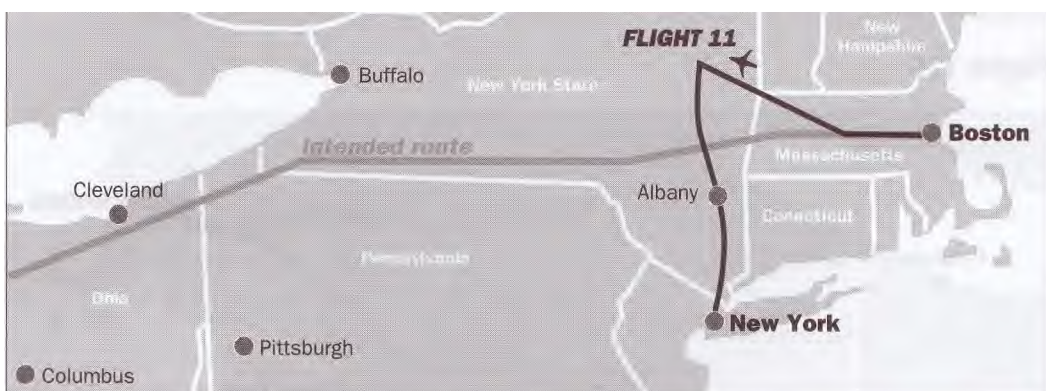 New
Hampshire
FLIGHT 11
Buffalo
New York State
Boston
Intended route
Massachusetts
Cleveland
Albany
Conecticut
Pennsylvania
Ohio
New York
Pittsburgh
Columbus